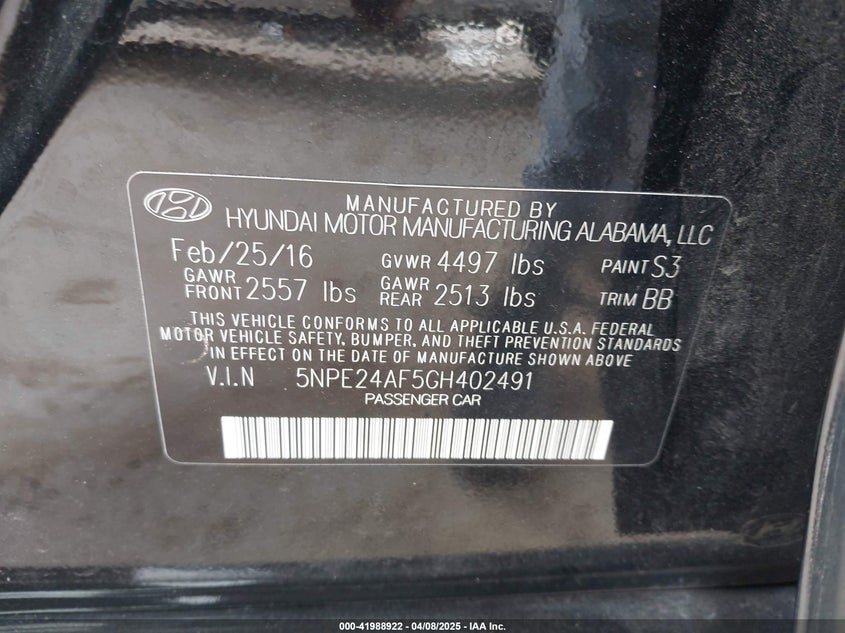 MANUFACTURED BY
HYUNDAI MOTOR MANUFACTURING ALABAMA, LLC
Feb/25/16 GVWR 4497 lbs PAINT S3
GAWR FRONT 2557 lbs GAWR REAR 2513 lbs TRIM BB
THIS VEHICLE CONFORMS TO ALL APPLICABLE U.S.A. FEDERAL
MOTOR VEHICLE SAFETY, BUMPER, AND THEFT PREVENTION STANDARDS
IN EFFECT ON THE DATE OF MANUFACTURE SHOWN ABOVE
V.I.N 5NPE24AF5GH402491
PASSENGER CAR
000-41988922 | 04/08/2025 - IAA Inc.